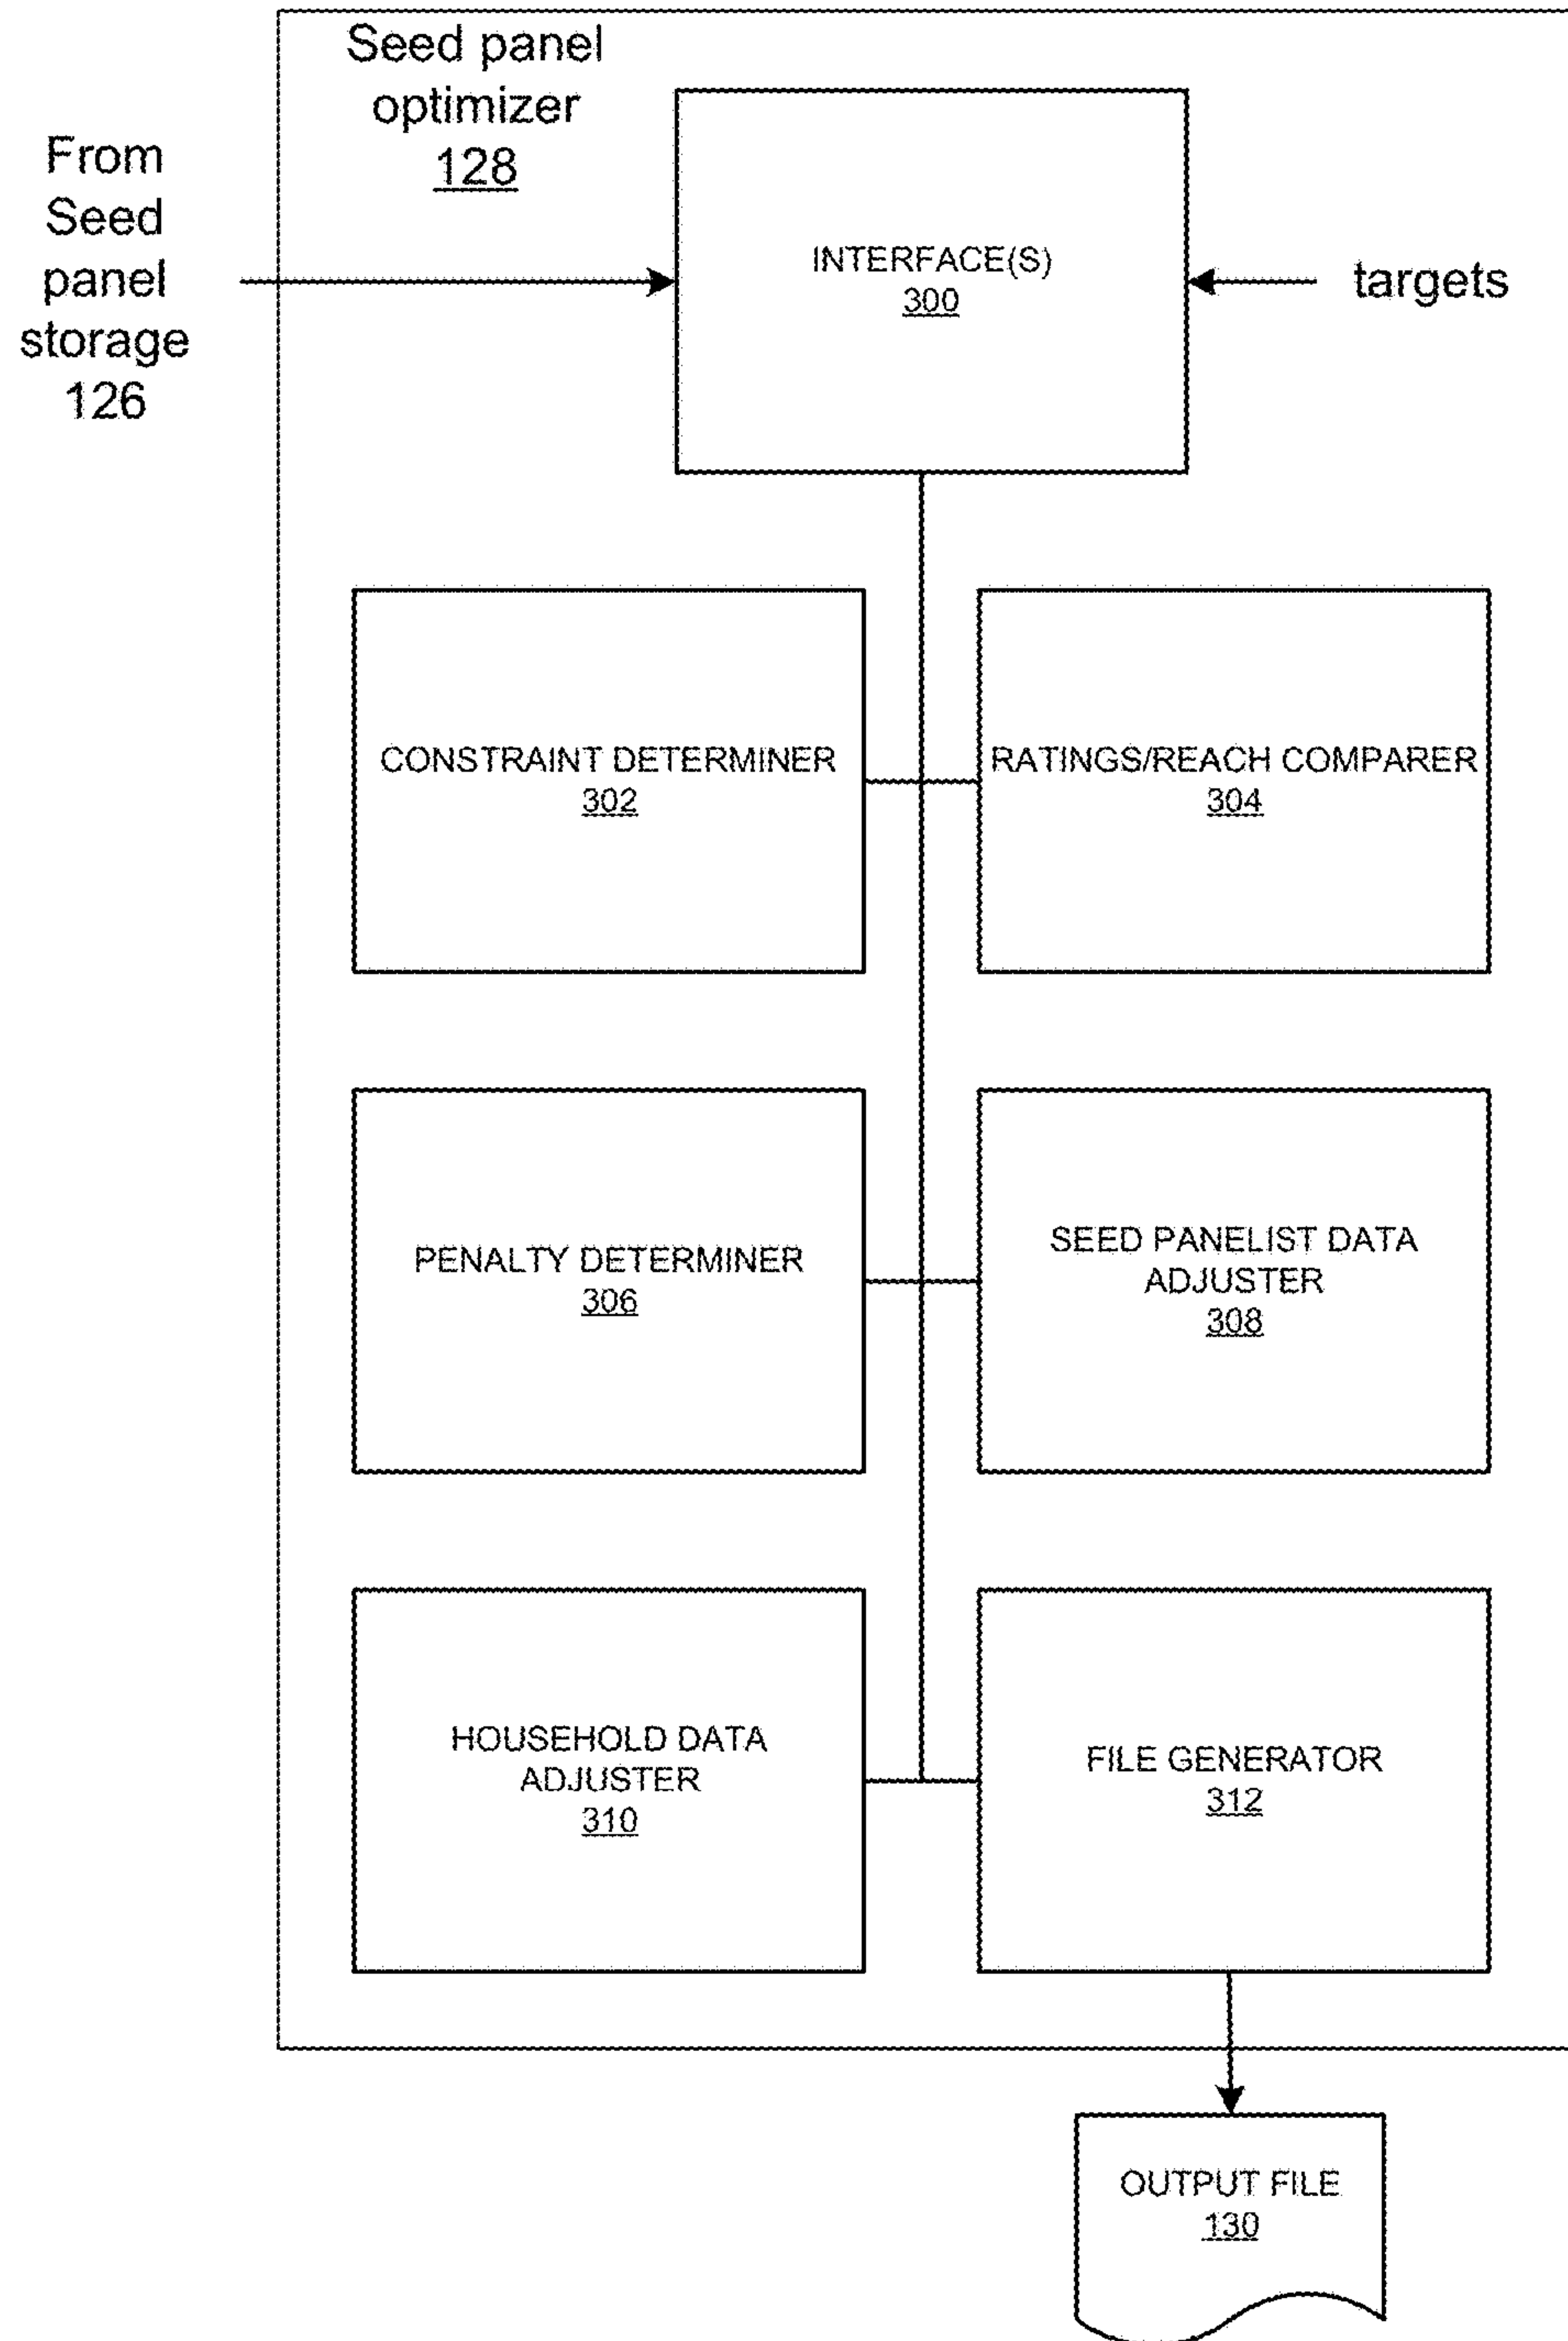 Seed panel
optimizer
128
From
Seed
panel
storage
126
INTERFACE(S)
300
targets
CONSTRAINT DETERMINER
302
RATINGS/REACH COMPARER
304
PENALTY DETERMINER
306
SEED PANELIST DATA
ADJUSTER
308
HOUSEHOLD DATA
ADJUSTER
310
FILE GENERATOR
312
OUTPUT FILE
130